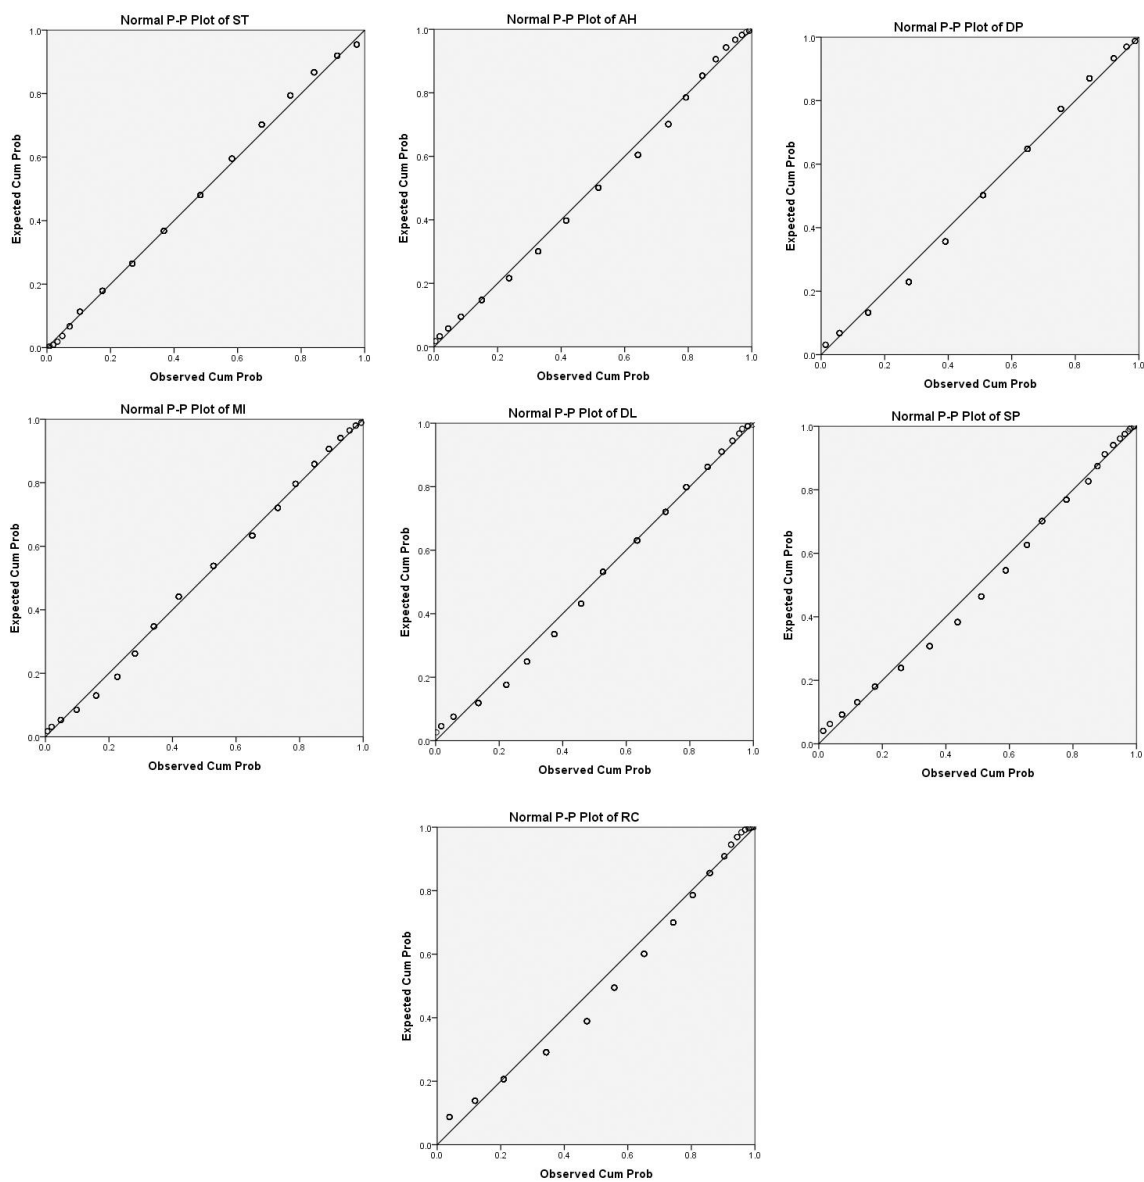 Normal P-P Plot of ST
1.0
0.8
0.6
0.4
0.2
0.0
Expected Cum Prob
0.0 0.2 0.4 0.6 0.8 1.0
Observed Cum Prob
Normal P-P Plot of AH
1.0
0.8
0.6
0.4
0.2
0.0
Expected Cum Prob
0.0 0.2 0.4 0.6 0.8 1.0
Observed Cum Prob
Normal P-P Plot of DP
1.0
0.8
0.6
0.4
0.2
0.0
Expected Cum Prob
0.0 0.2 0.4 0.6 0.8 1.0
Observed Cum Prob
Normal P-P Plot of MI
1.0
0.8
0.6
0.4
0.2
0.0
Expected Cum Prob
0.0 0.2 0.4 0.6 0.8 1.0
Observed Cum Prob
Normal P-P Plot of DL
1.0
0.8
0.6
0.4
0.2
0.0
Expected Cum Prob
0.0 0.2 0.4 0.6 0.8 1.0
Observed Cum Prob
Normal P-P Plot of SP
1.0
0.8
0.6
0.4
0.2
0.0
Expected Cum Prob
0.0 0.2 0.4 0.6 0.8 1.0
Observed Cum Prob
Normal P-P Plot of RC
1.0
0.8
0.6
0.4
0.2
0.0
Expected Cum Prob
0.0 0.2 0.4 0.6 0.8 1.0
Observed Cum Prob